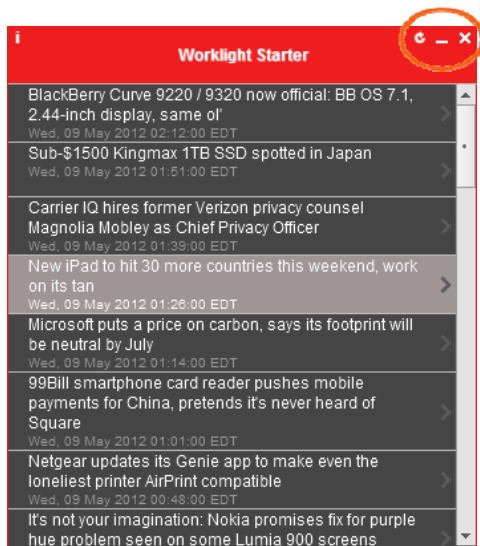 i
Worklight Starter
BlackBerry Curve 9220 / 9320 now official: BB OS 7.1,
2.44-inch display, same ol'
Wed, 09 May 2012 02:12:00 EDT
Sub-$1500 Kingmax 1TB SSD spotted in Japan
Wed, 09 May 2012 01:51:00 EDT
Carrier IQ hires former Verizon privacy counsel
Magnolia Mobley as Chief Privacy Officer
Wed, 09 May 2012 01:39:00 EDT
New iPad to hit 30 more countries this weekend, work
on its tan
Wed, 09 May 2012 01:26:00 EDT
Microsoft puts a price on carbon, says its footprint will
be neutral by July
Wed, 09 May 2012 01:14:00 EDT
99Bill smartphone card reader pushes mobile
payments for China, pretends it's never heard of
Square
Wed, 09 May 2012 01:01:00 EDT
Netgear updates its Genie app to make even the
loneliest printer AirPrint compatible
Wed, 09 May 2012 00:48:00 EDT
It's not your imagination: Nokia promises fix for purple
hue problem seen on some Lumia 900 screens